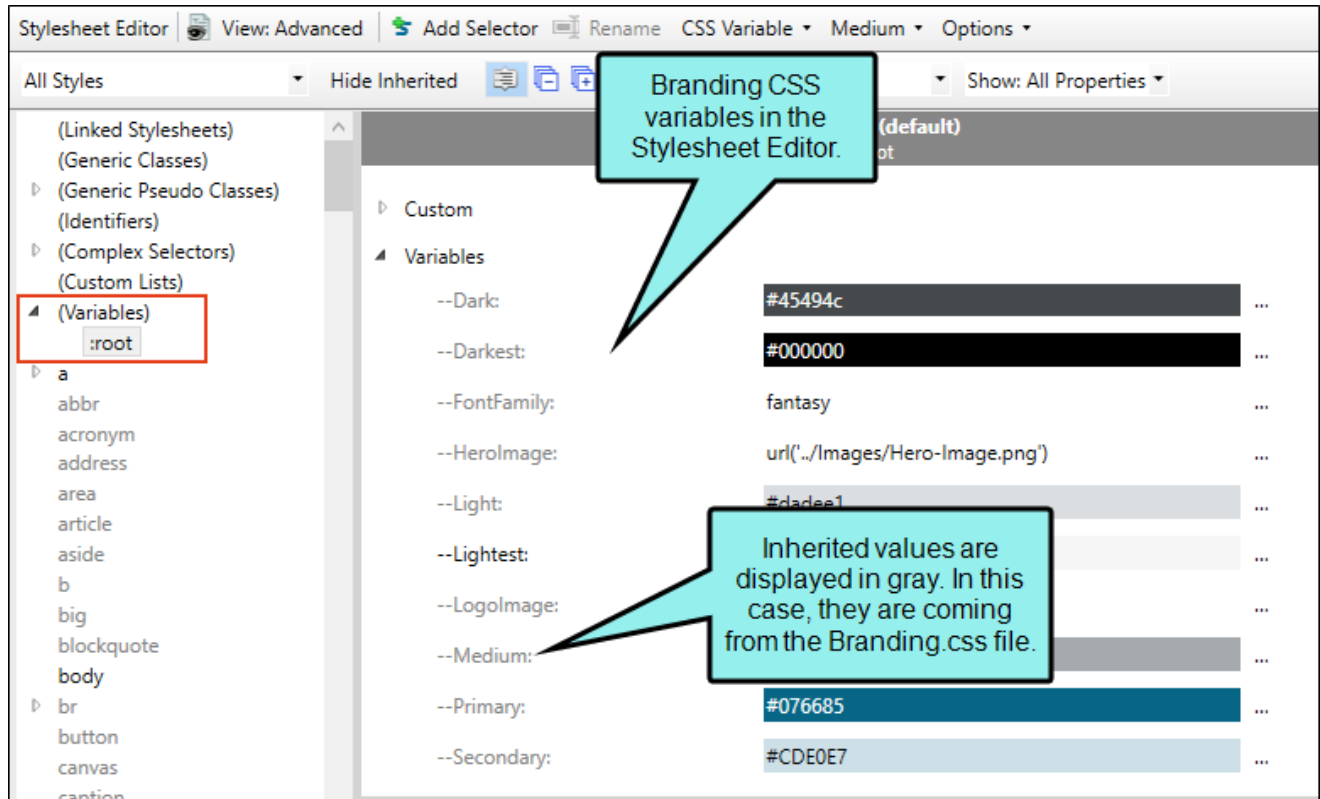 Stylesheet Editor View: Advanced Add Selector Rename CSS Variable Medium Options
All Styles Hide Inherited Show: All Properties
Branding CSS
variables in the
Stylesheet Editor.
(default)
(Linked Stylesheets)
(Generic Classes)
(Generic Pseudo Classes)
(Identifiers)
(Complex Selectors)
(Custom Lists)
(Variables)
:root
a
abbr
acronym
address
area
article
aside
b
big
blockquote
body
br
button
canvas
caption
Custom
Variables
--Dark: #45494c ...
--Darkest: #000000 ...
--FontFamily: fantasy ...
--HeroImage: url('../Images/Hero-Image.png') ...
--Light: #dadee1 ...
--Lightest: ...
--LogoImage: ...
--Medium: ...
--Primary: #076685 ...
--Secondary: #CDE0E7 ...
Inherited values are
displayed in gray. In this
case, they are coming
from the Branding.css file.